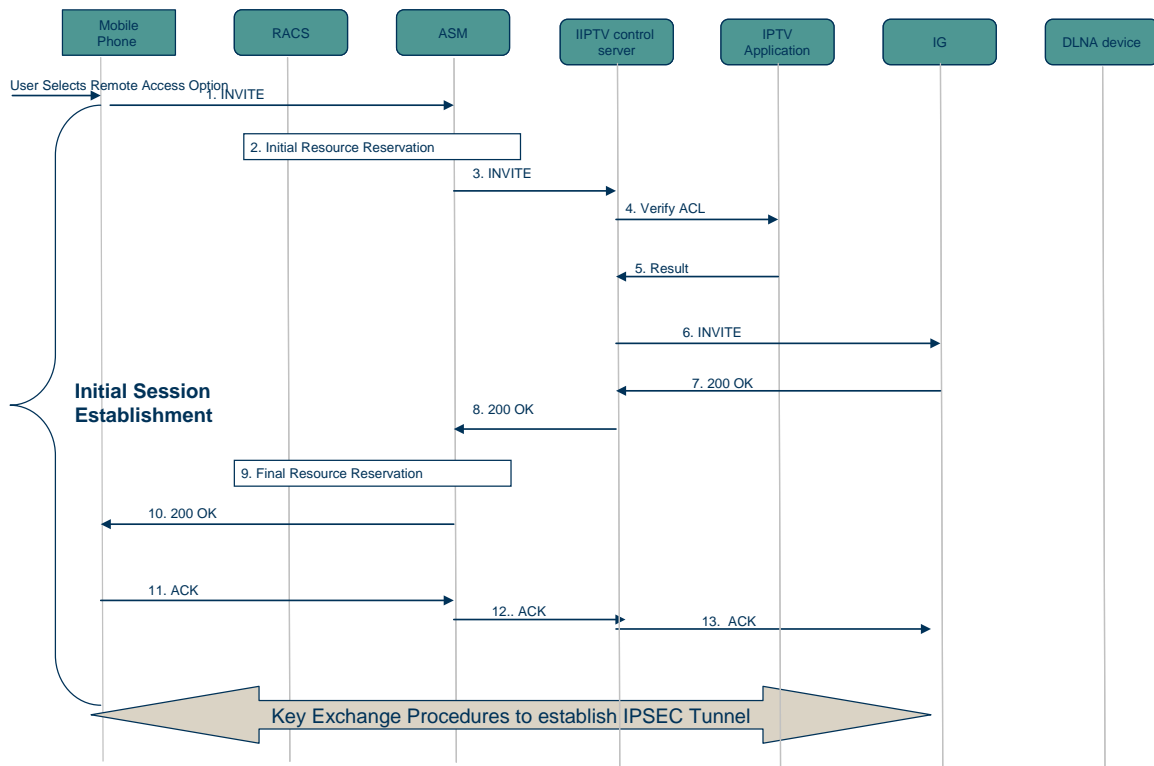 Mobile
Phone
RACS
ASM
IIPTV control
server
IPTV
Application
IG
DLNA device
User Selects Remote Access Option
1. INVITE
2. Initial Resource Reservation
3. INVITE
4. Verify ACL
5. Result
6. INVITE
7. 200 OK
Initial Session
Establishment
8. 200 OK
9. Final Resource Reservation
10. 200 OK
11. ACK
12.. ACK
13. ACK
Key Exchange Procedures to establish IPSEC Tunnel